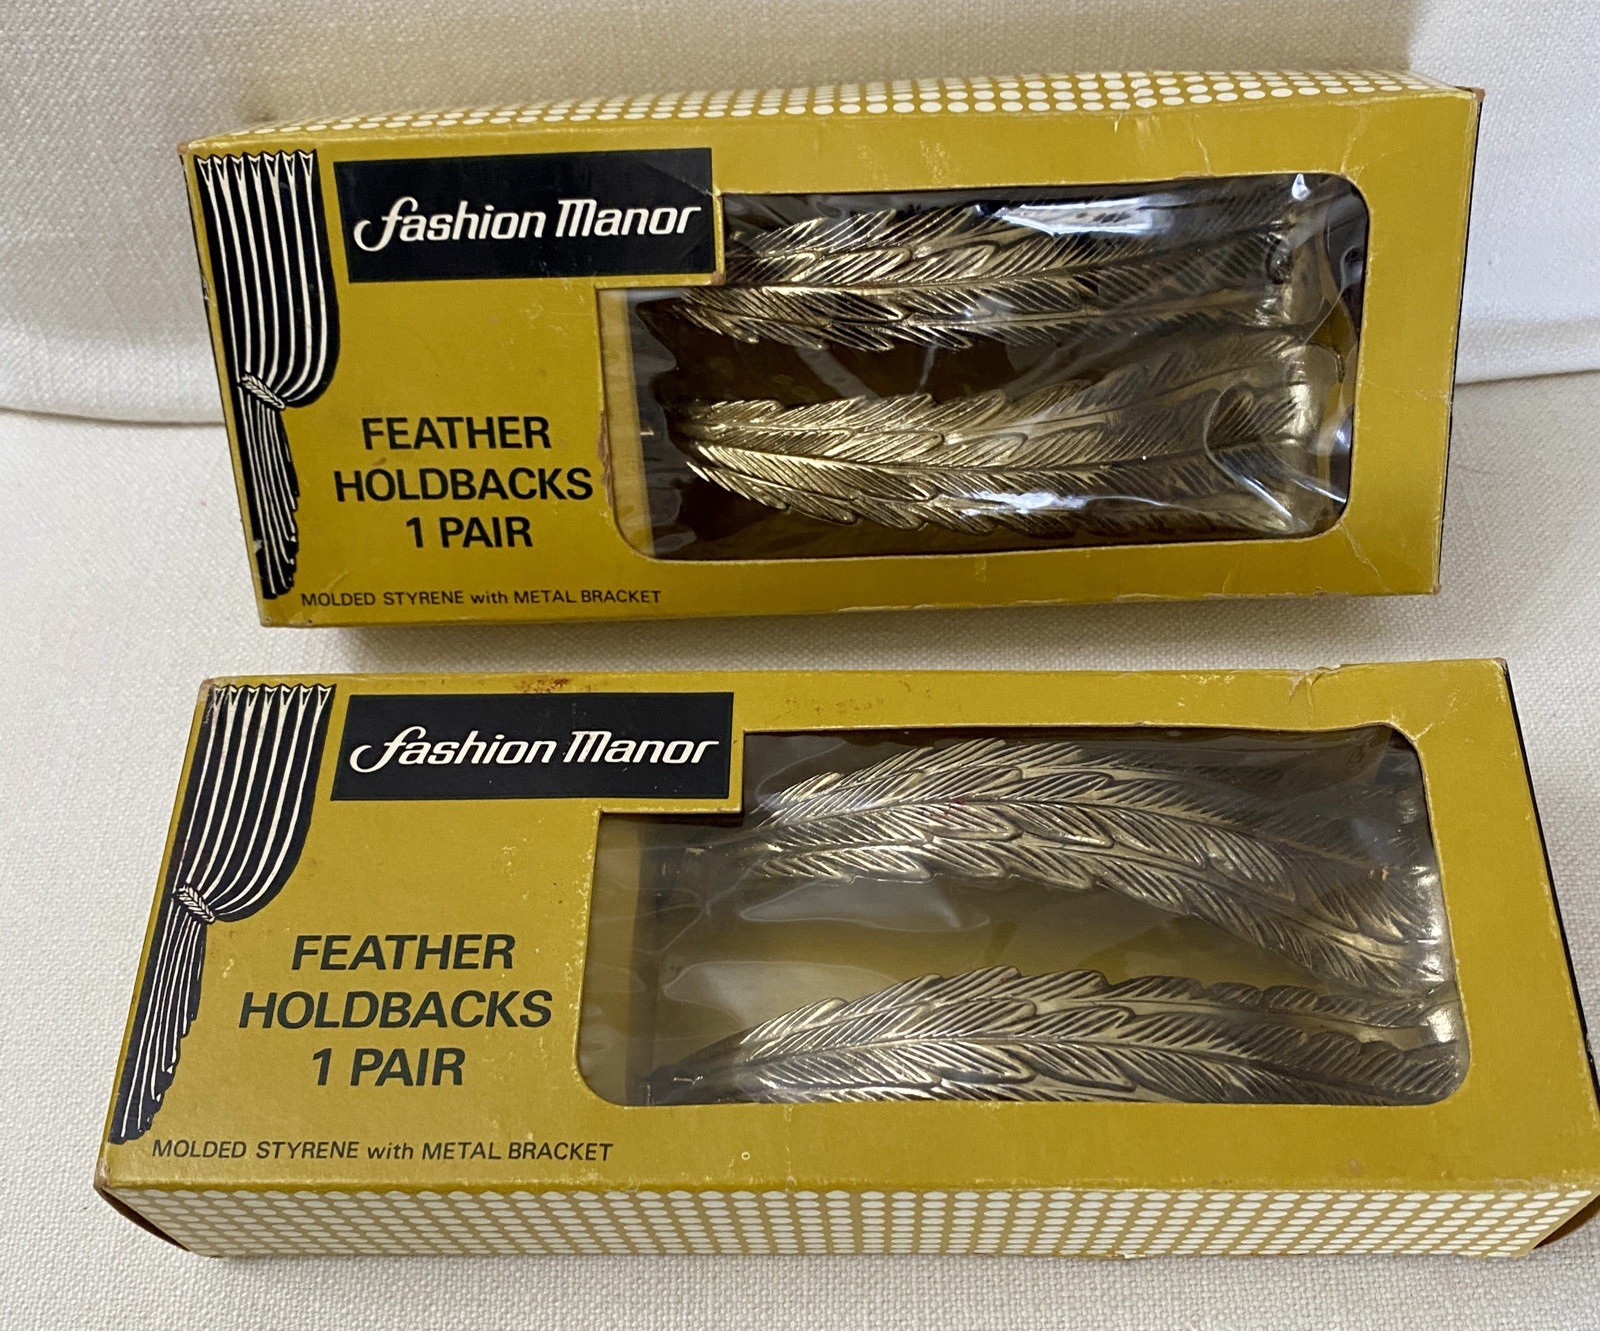 Fashion Manor
FEATHER
HOLDBACKS
1 PAIR
MOLDED STYRENE with METAL BRACKET
Fashion Manor
FEATHER
HOLDBACKS
1 PAIR
MOLDED STYRENE with METAL BRACKET